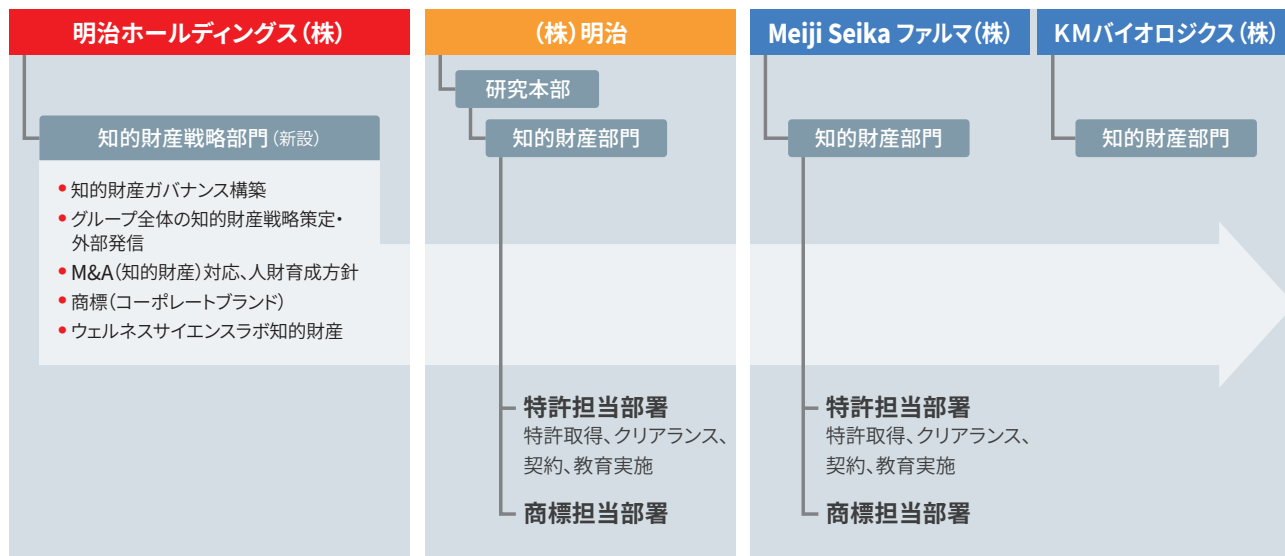 明治ホールディングス(株)
知的財産戦略部門(新設)
• 知的財産ガバナンス構築
• グループ全体の知的財産戦略策定・
外部発信
• M&A(知的財産)対応、人財育成方針
• 商標(コーポレートブランド)
• ウェルネスサイエンスラボ知的財産
(株)明治
研究本部
知的財産部門
特許担当部署
特許取得、クリアランス、
契約、教育実施
商標担当部署
Meiji Seika ファルマ(株)
知的財産部門
特許担当部署
特許取得、クリアランス、
契約、教育実施
商標担当部署
KMバイオロジクス(株)
知的財産部門